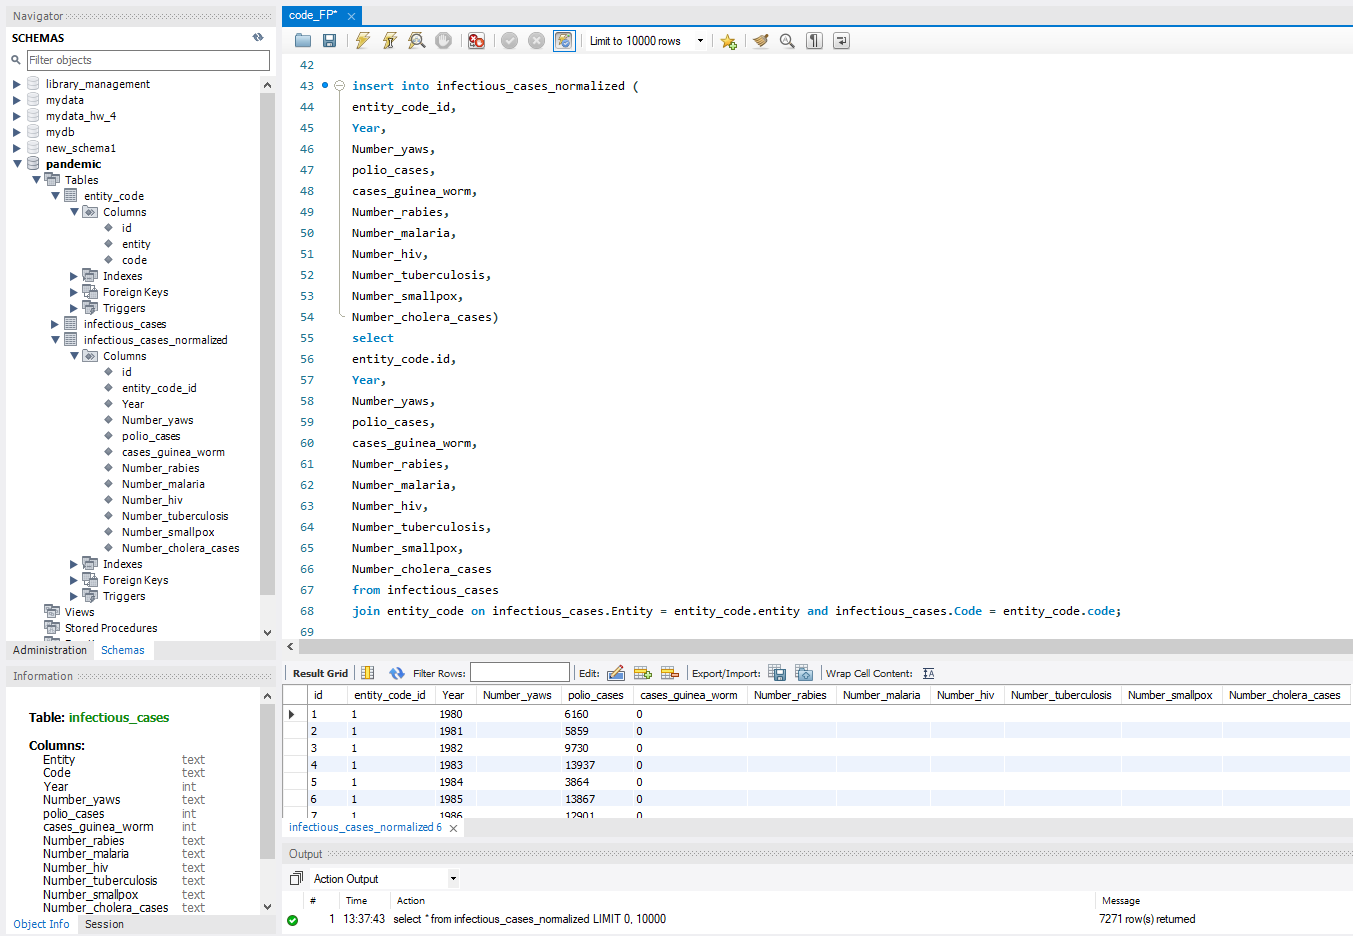 Navigator
SCHEMAS
Filter objects
library_management
mydata
mydata_hw_4
mydb
new_schema1
pandemic
Tables
entity_code
Columns
id
entity
code
Indexes
Foreign Keys
Triggers
infectious_cases
infectious_cases_normalized
Columns
id
entity_code_id
Year
Number_yaws
polio_cases
cases_guinea_worm
Number_rabies
Number_malaria
Number_hiv
Number_tuberculosis
Number_smallpox
Number_cholera_cases
Indexes
Foreign Keys
Triggers
Views
Stored Procedures
Administration Schemas
Information
Table: infectious_cases
Columns:
Entity text
Code text
Year int
Number_yaws text
polio_cases int
cases_guinea_worm int
Number_rabies text
Number_malaria text
Number_hiv text
Number_tuberculosis text
Number_smallpox text
Number_cholera_cases text
Object Info Session
code_FP*
Limit to 10000 rows
42
43 insert into infectious_cases_normalized (
44 entity_code_id,
45 Year,
46 Number_yaws,
47 polio_cases,
48 cases_guinea_worm,
49 Number_rabies,
50 Number_malaria,
51 Number_hiv,
52 Number_tuberculosis,
53 Number_smallpox,
54 Number_cholera_cases)
55 select
56 entity_code.id,
57 Year,
58 Number_yaws,
59 polio_cases,
60 cases_guinea_worm,
61 Number_rabies,
62 Number_malaria,
63 Number_hiv,
64 Number_tuberculosis,
65 Number_smallpox,
66 Number_cholera_cases
67 from infectious_cases
68 join entity_code on infectious_cases.Entity = entity_code.entity and infectious_cases.Code = entity_code.code;
69
Result Grid Filter Rows: Edit: Export/Import: Wrap Cell Content:
id entity_code_id Year Number_yaws polio_cases cases_guinea_worm Number_rabies Number_malaria Number_hiv Number_tuberculosis Number_smallpox Number_cholera_cases
1 1 1980 6160 0
2 1 1981 5859 0
3 1 1982 9730 0
4 1 1983 13937 0
5 1 1984 3864 0
6 1 1985 13867 0
7 1 1986 12901 0
infectious_cases_normalized 6
Output
Action Output
# Time Action Message
1 13:37:43 select * from infectious_cases_normalized LIMIT 0, 10000 7271 row(s) returned